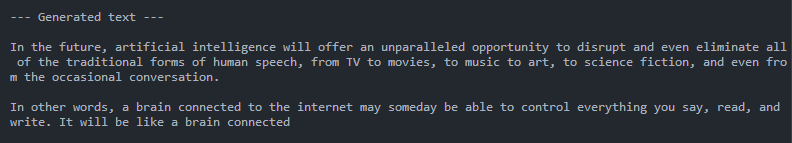 --- Generated text ---
In the future, artificial intelligence will offer an unparalleled opportunity to disrupt and even eliminate all
of the traditional forms of human speech, from TV to movies, to music to art, to science fiction, and even fro
m the occasional conversation.
In other words, a brain connected to the internet may someday be able to control everything you say, read, and
write. It will be like a brain connected